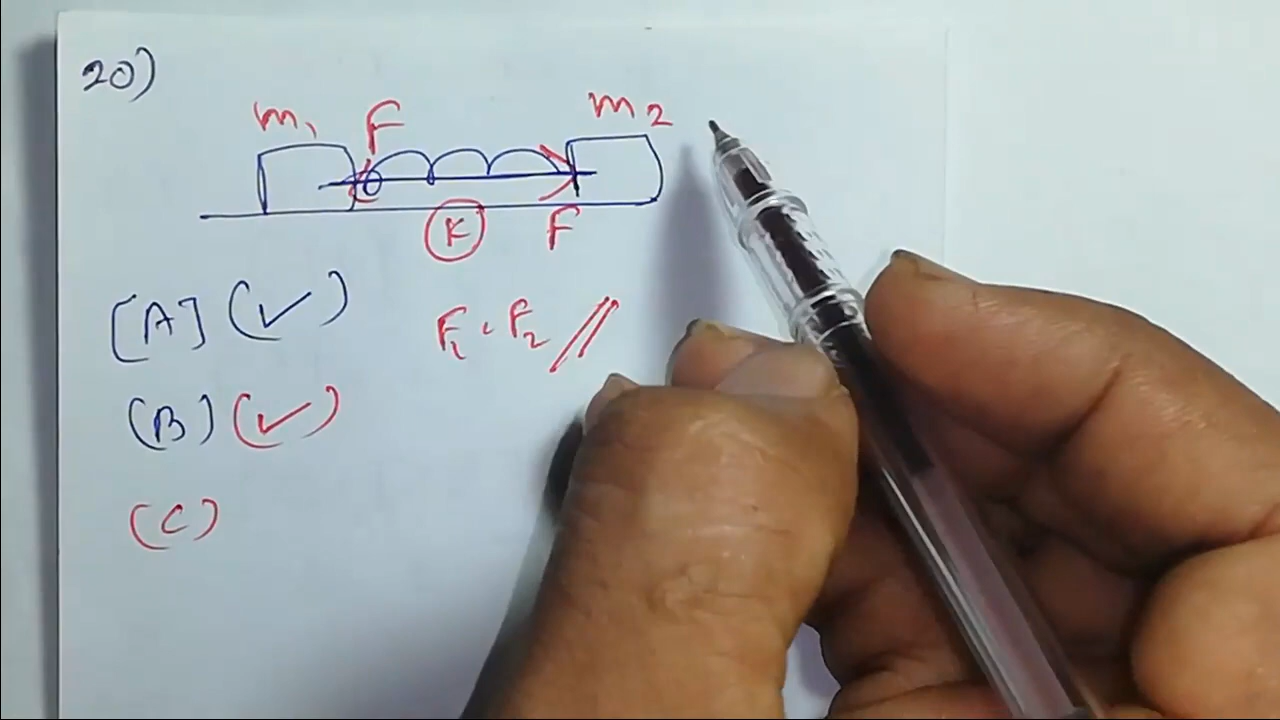 20)
m1 F m2
K F
[A] (✓) F1 = F2 //
(B) (✓)
(C)